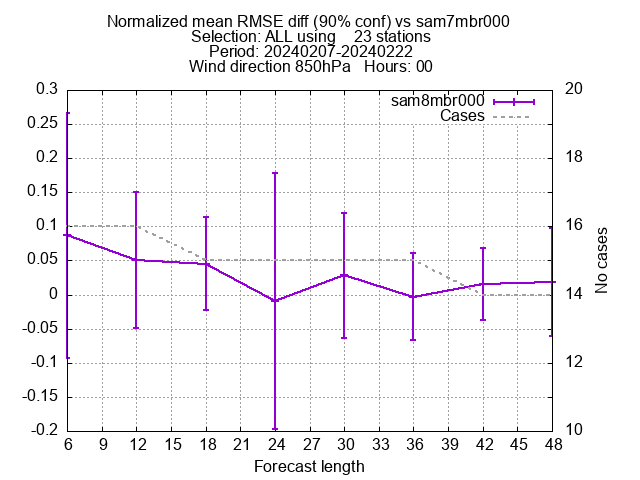 Normalized mean RMSE diff (90% conf) vs sam7mbr000
Selection: ALL using    23 stations
Period: 20240207-20240222
Wind direction 850hPa   Hours: 00
sam8mbr000
Cases
0.3
0.25
0.2
0.15
0.1
0.05
0
-0.05
-0.1
-0.15
-0.2
20
18
16
14
12
10
No cases
6 9 12 15 18 21 24 27 30 33 36 39 42 45 48
Forecast length